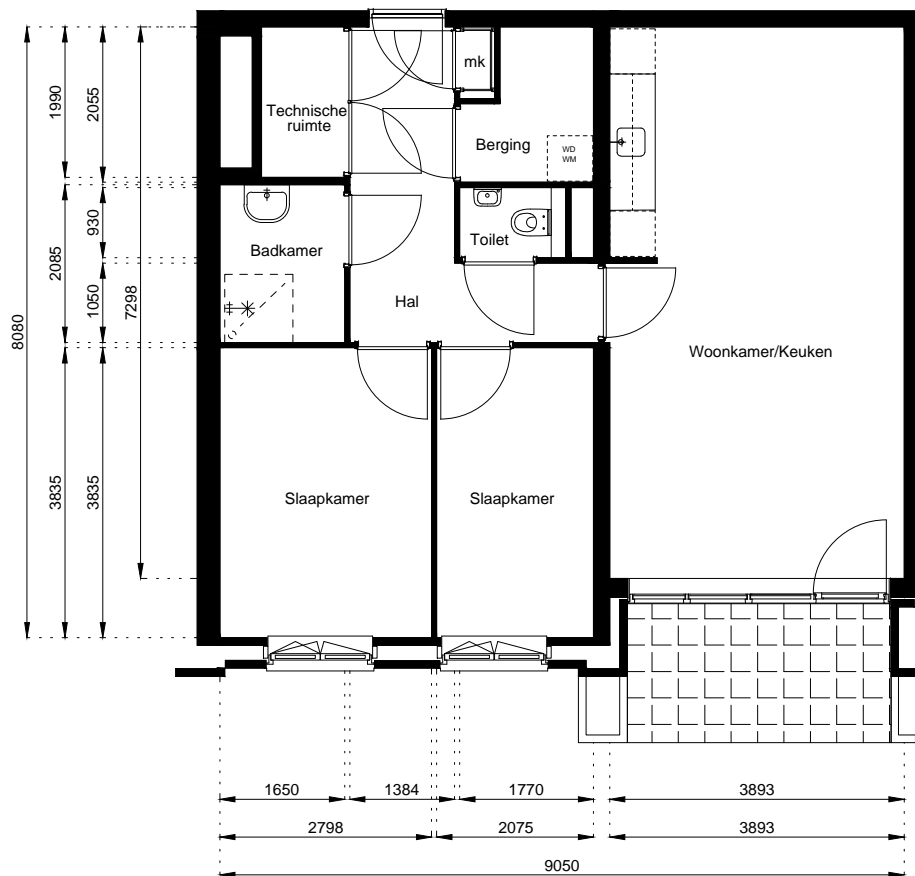 mk
Technische
ruimte
Berging
WD
WM
Badkamer
Toilet
Hal
Woonkamer/Keuken
Slaapkamer
Slaapkamer
8080
1990
2085
3835
2055
930
1050
3835
7298
1650
1384
1770
3893
2798
2075
3893
9050